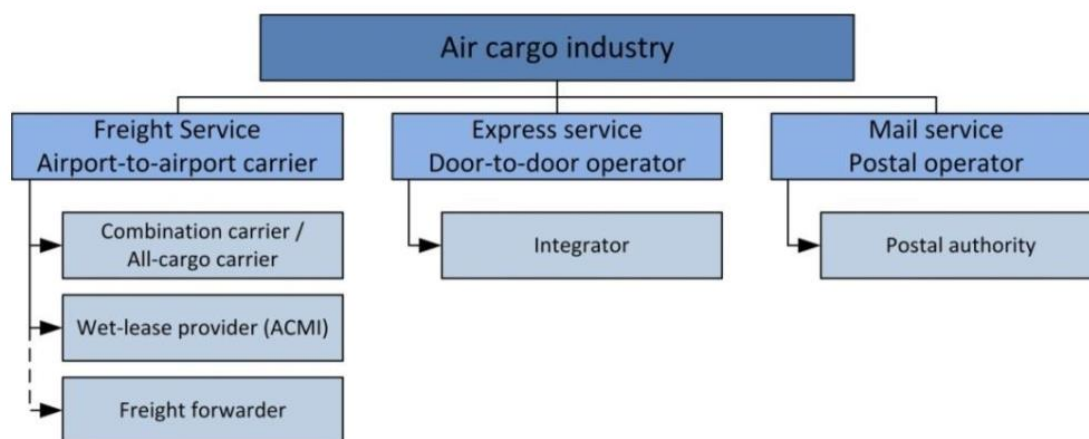 Air cargo industry
Freight Service
Airport-to-airport carrier
Express service
Door-to-door operator
Mail service
Postal operator
Combination carrier /
All-cargo carrier
Integrator
Postal authority
Wet-lease provider (ACMI)
Freight forwarder